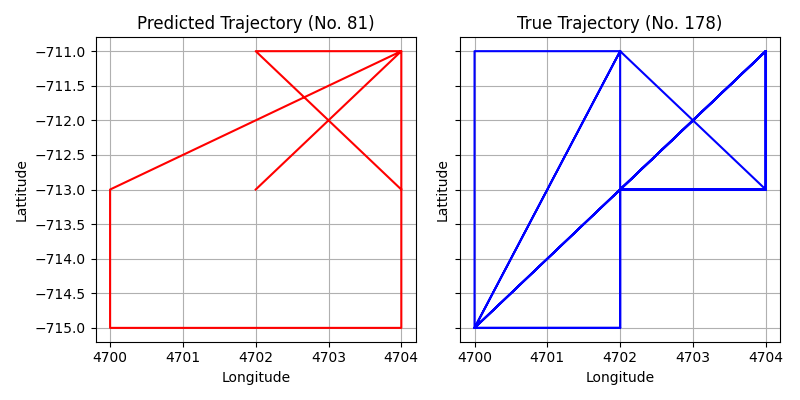 Predicted Trajectory (No. 81)
True Trajectory (No. 178)
−711.0
−711.5
−712.0
−712.5
−713.0
−713.5
−714.0
−714.5
−715.0
Lattitude
Lattitude
4700 4701 4702 4703 4704
4700 4701 4702 4703 4704
Longitude
Longitude